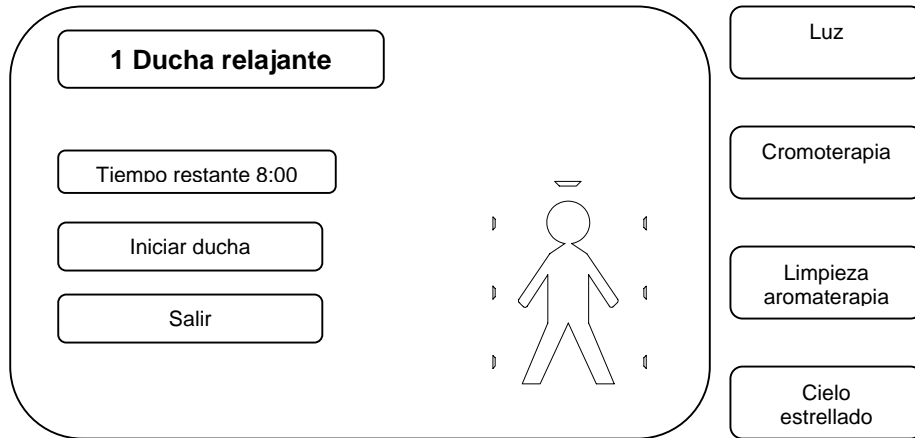 1 Ducha relajante
Tiempo restante 8:00
Iniciar ducha
Salir
Luz
Cromoterapia
Limpieza
aromaterapia
Cielo
estrellado